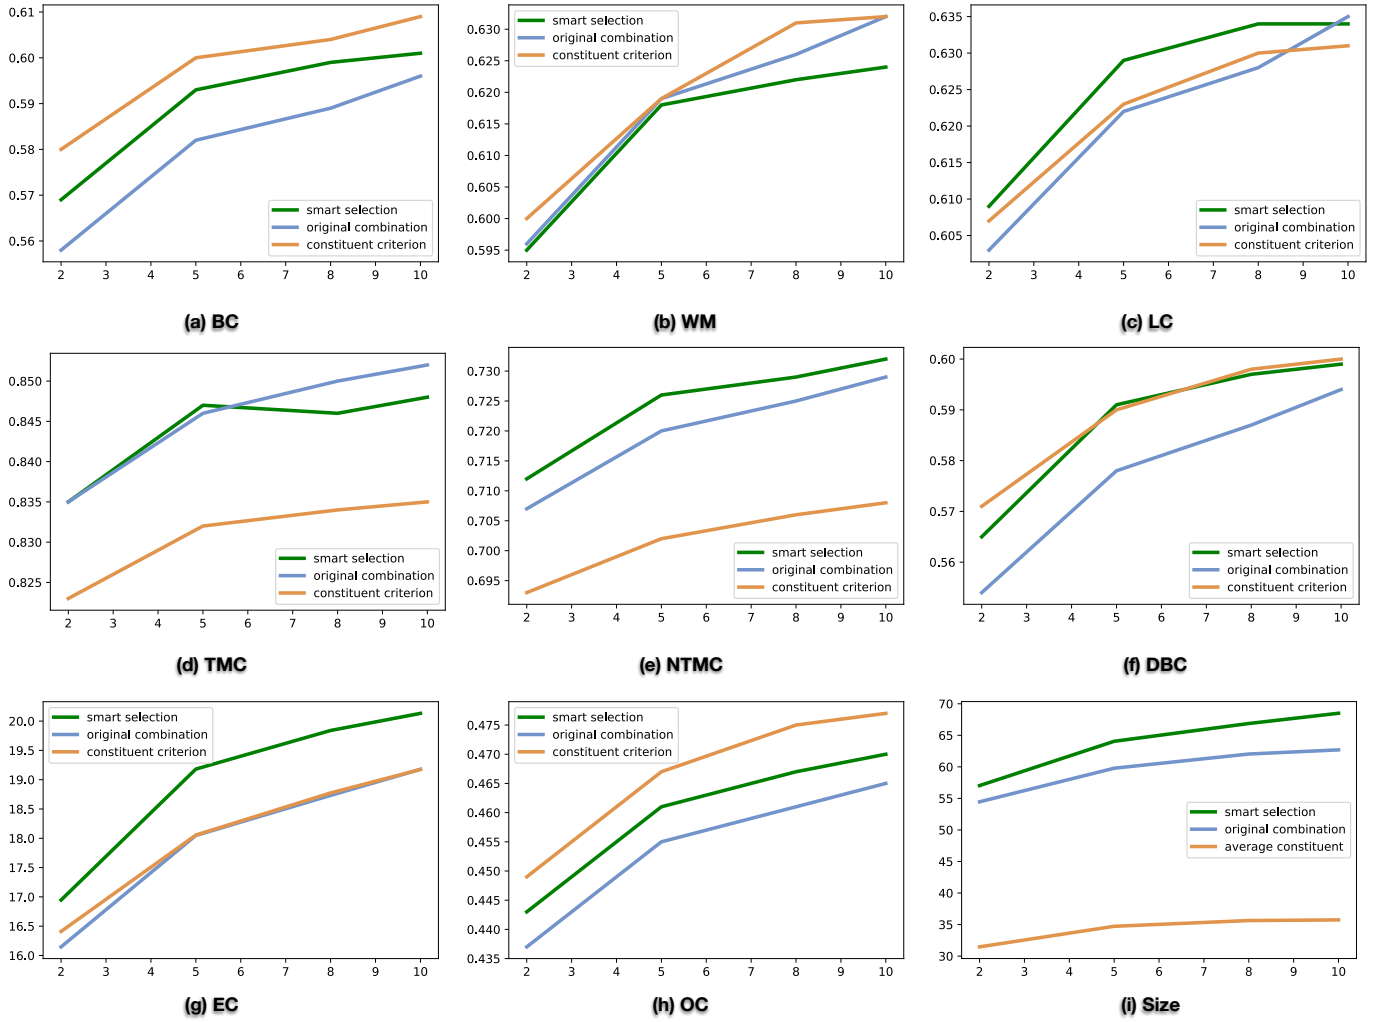 0.61
0.60
0.59
0.58
0.57
0.56
smart selection
original combination
constituent criterion
2 3 4 5 6 7 8 9 10
(a) BC
0.630
0.625
0.620
0.615
0.610
0.605
0.600
0.595
smart selection
original combination
constituent criterion
2 3 4 5 6 7 8 9 10
(b) WM
0.635
0.630
0.625
0.620
0.615
0.610
0.605
smart selection
original combination
constituent criterion
2 3 4 5 6 7 8 9 10
(c) LC
0.850
0.845
0.840
0.835
0.830
0.825
smart selection
original combination
constituent criterion
2 3 4 5 6 7 8 9 10
(d) TMC
0.730
0.725
0.720
0.715
0.710
0.705
0.700
0.695
smart selection
original combination
constituent criterion
2 3 4 5 6 7 8 9 10
(e) NTMC
0.60
0.59
0.58
0.57
0.56
smart selection
original combination
constituent criterion
2 3 4 5 6 7 8 9 10
(f) DBC
20.0
19.5
19.0
18.5
18.0
17.5
17.0
16.5
16.0
smart selection
original combination
constituent criterion
2 3 4 5 6 7 8 9 10
(g) EC
0.475
0.470
0.465
0.460
0.455
0.450
0.445
0.440
0.435
smart selection
original combination
constituent criterion
2 3 4 5 6 7 8 9 10
(h) OC
70
65
60
55
50
45
40
35
30
smart selection
original combination
average constituent
2 3 4 5 6 7 8 9 10
(i) Size